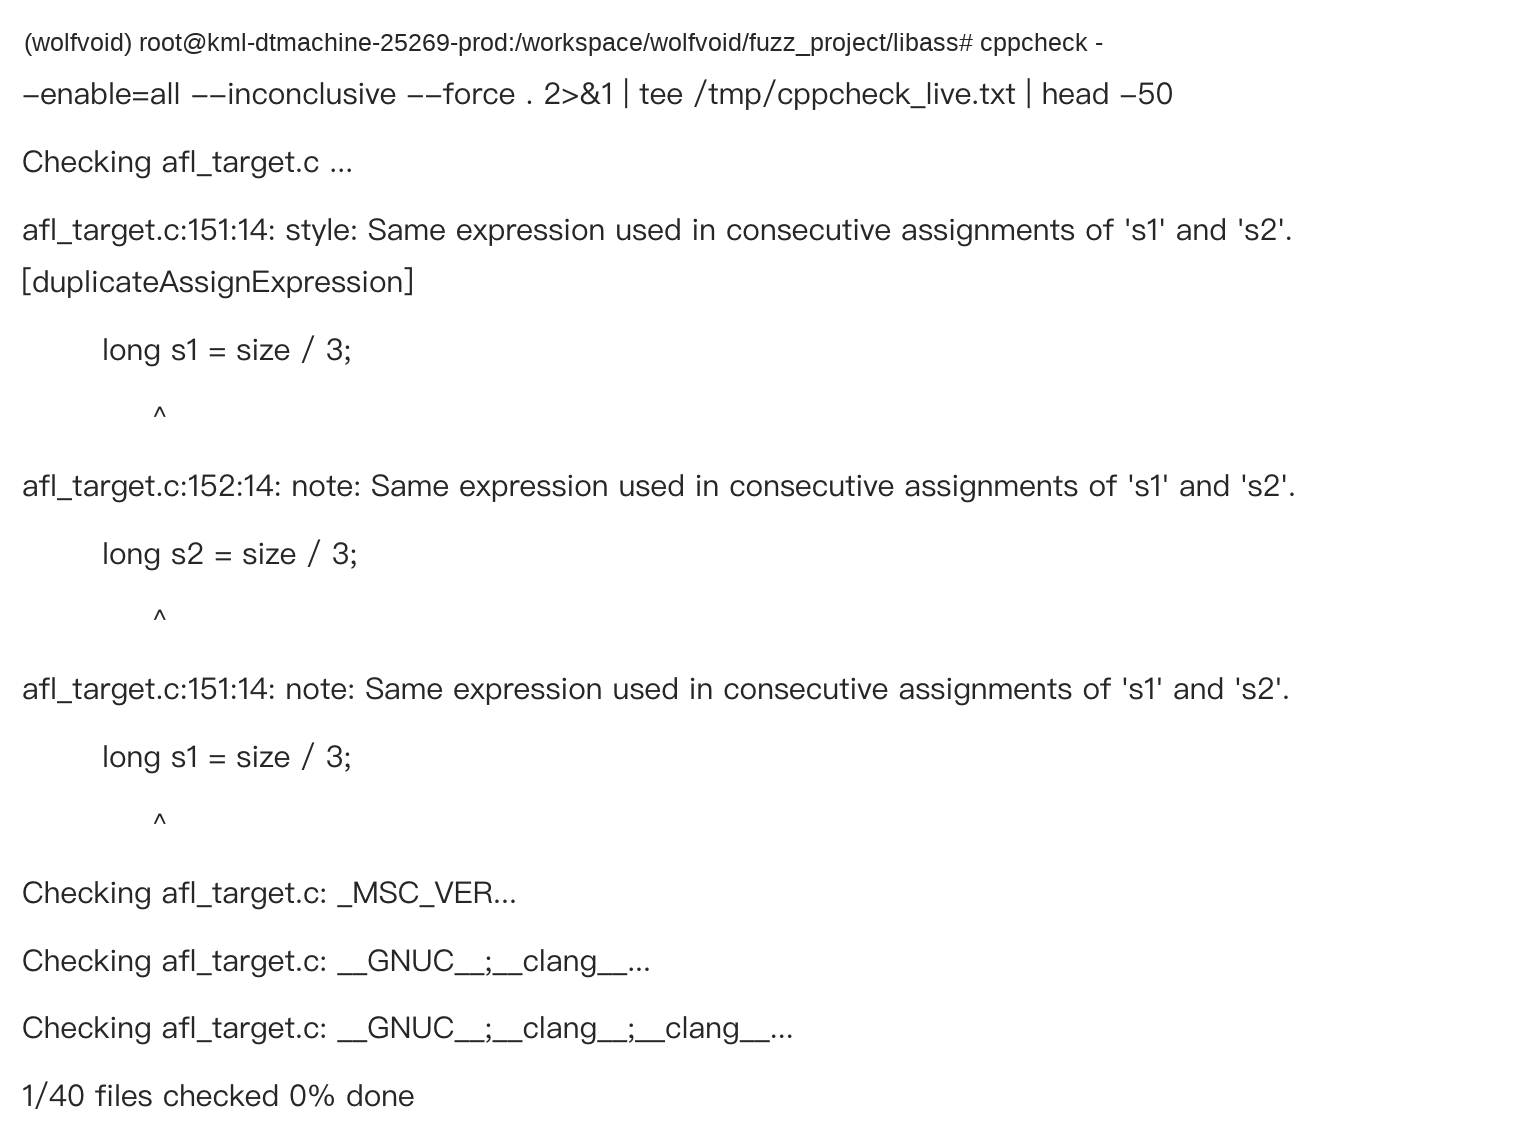 (wolfvoid) root@kml-dtmachine-25269-prod:/workspace/wolfvoid/fuzz_project/libass# cppcheck -
–enable=all ––inconclusive ––force . 2>&1 | tee /tmp/cppcheck_live.txt | head –50
Checking afl_target.c ...
afl_target.c:151:14: style: Same expression used in consecutive assignments of 's1' and 's2'.
[duplicateAssignExpression]
long s1 = size / 3;
^
afl_target.c:152:14: note: Same expression used in consecutive assignments of 's1' and 's2'.
long s2 = size / 3;
^
afl_target.c:151:14: note: Same expression used in consecutive assignments of 's1' and 's2'.
long s1 = size / 3;
^
Checking afl_target.c: _MSC_VER...
Checking afl_target.c: __GNUC__;__clang__...
Checking afl_target.c: __GNUC__;__clang__;__clang__...
1/40 files checked 0% done